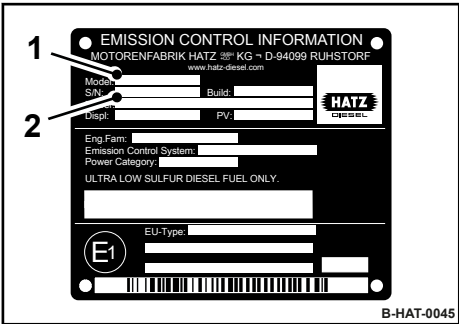 1
2
EMISSION CONTROL INFORMATION
MOTORENFABRIK HATZ GMBH KG ¬ D-94099 RUHSTORF
www.hatz-diesel.com
Model:
S/N: Build:
HATZ
DIESEL
Displ: PV:
Eng.Fam:
Emission Control System:
Power Category:
ULTRA LOW SULFUR DIESEL FUEL ONLY.
EU-Type:
E1
B-HAT-0045